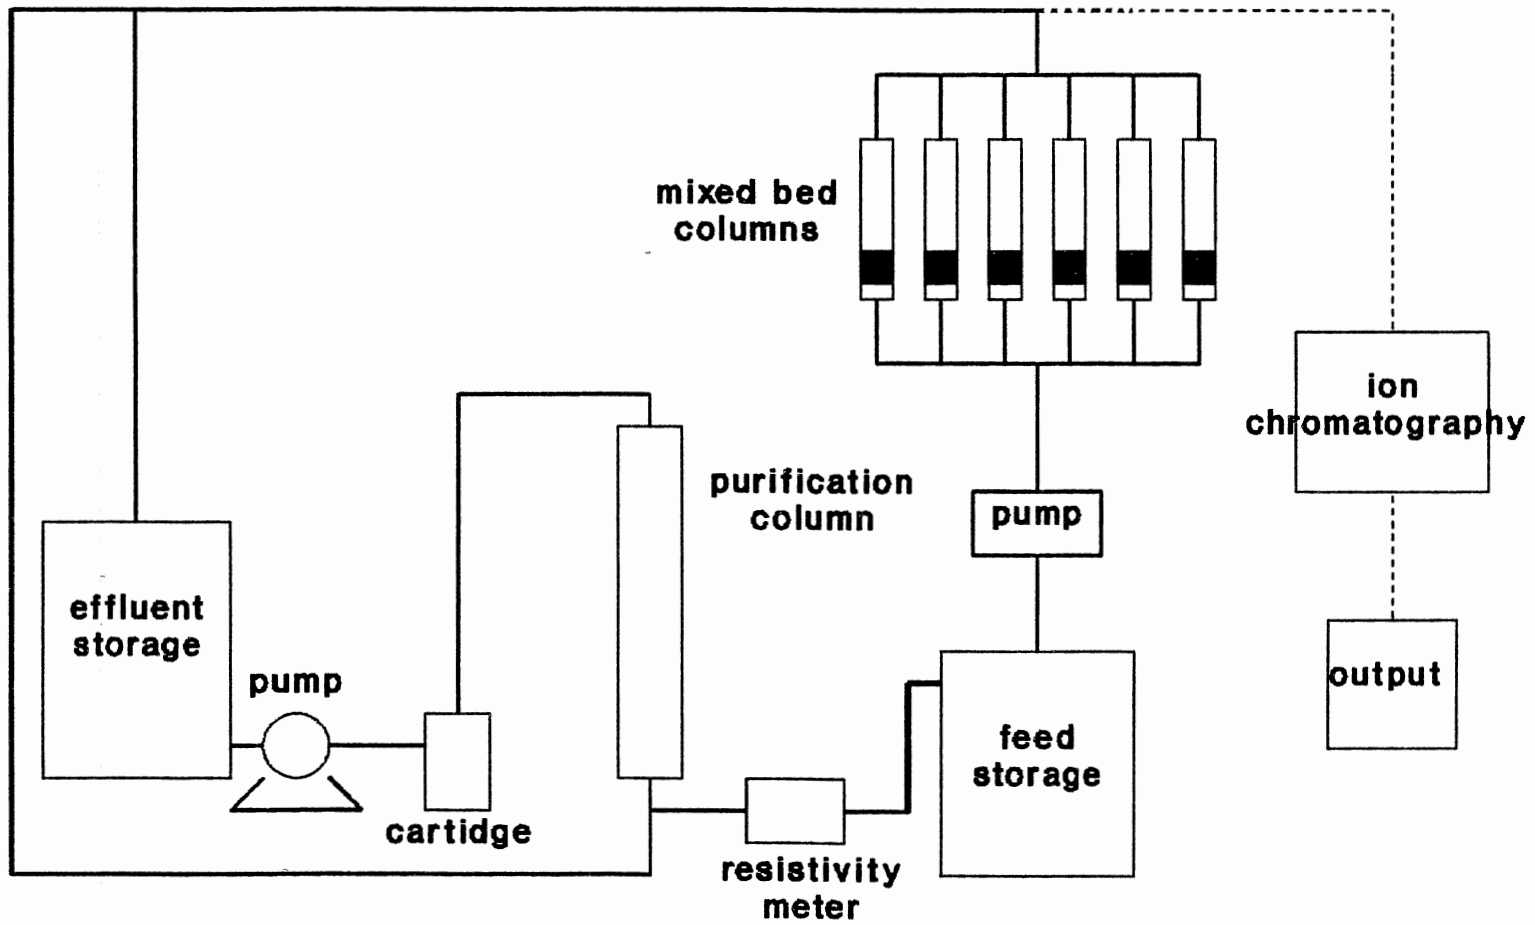 mixed bed
columns
ion
chromatography
purification
column
pump
effluent
storage
pump
output
feed
storage
cartidge
resistivity
meter